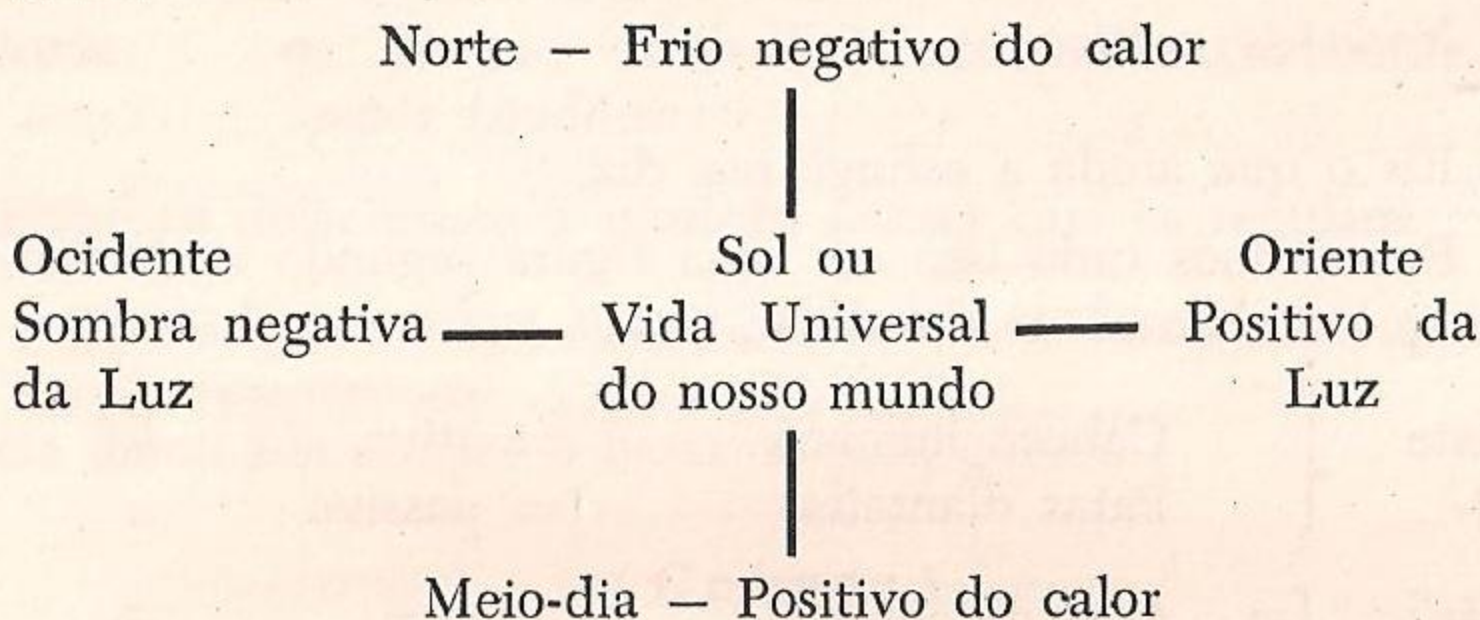 Norte — Frio negativo do calor
Ocidente
Sombra negativa
da Luz
Sol ou
Vida Universal
do nosso mundo
Oriente
Positivo da
Luz
Meio-dia — Positivo do calor